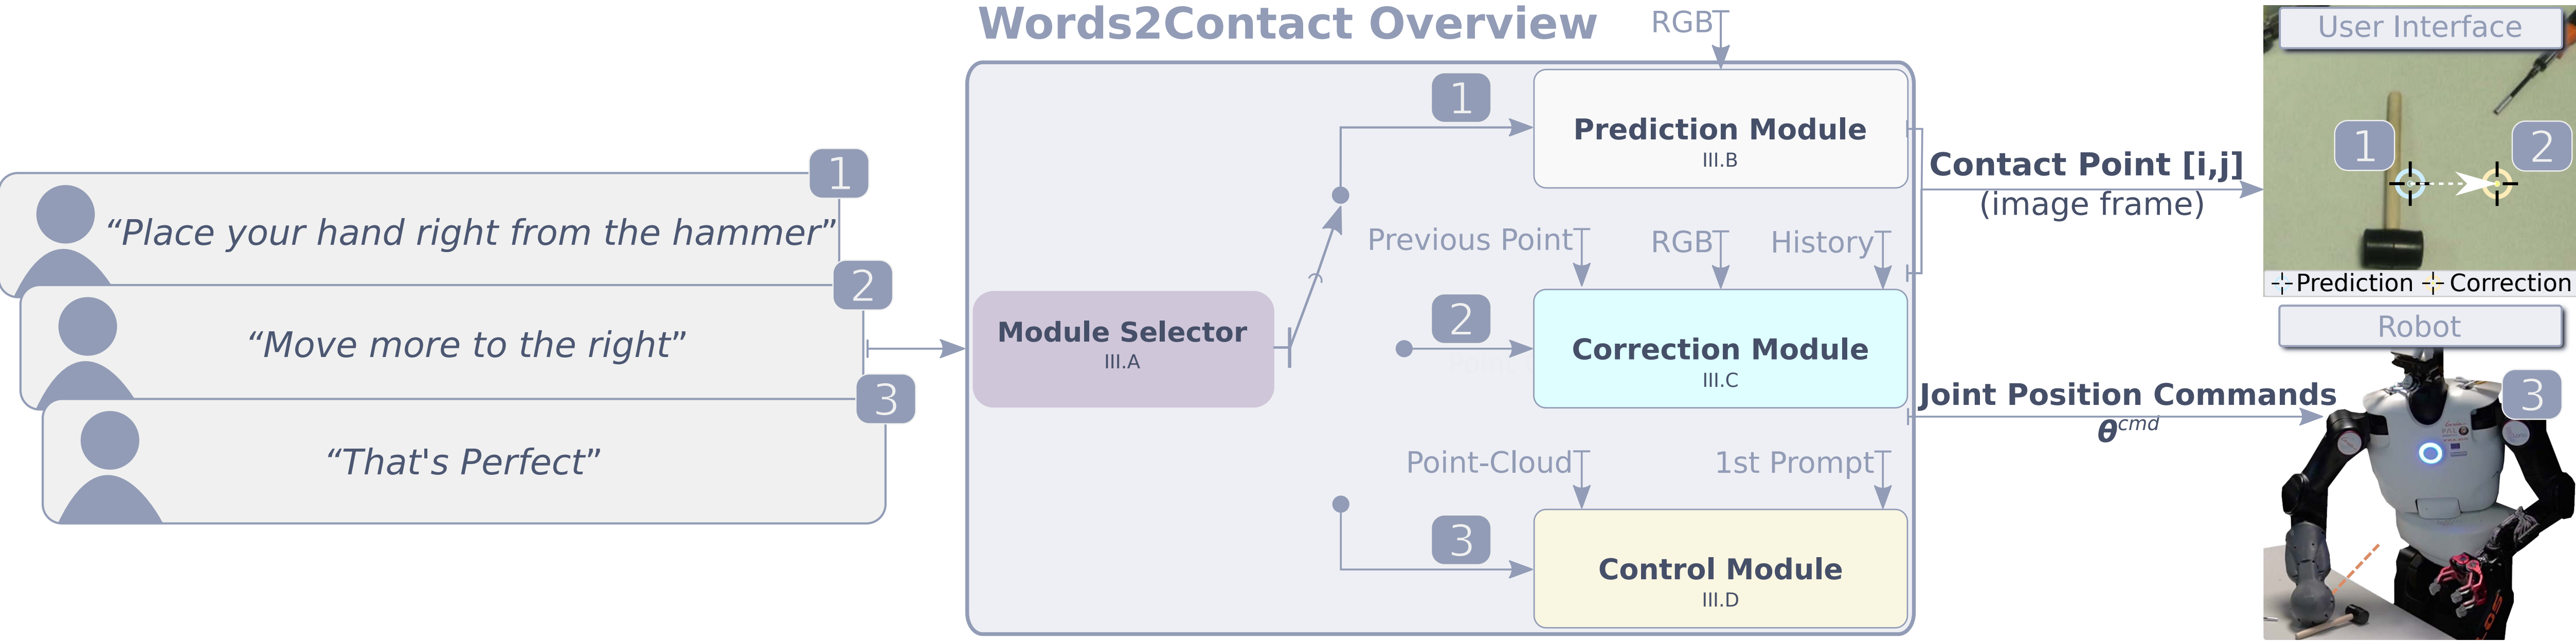 Words2Contact Overview
RGB
1
“Place your hand right from the hammer”
2
“Move more to the right”
3
“That's Perfect”
Module Selector
III.A
1
Prediction Module
III.B
Previous Point
RGB
History
2
Correction Module
III.C
Point-Cloud
1st Prompt
3
Control Module
III.D
Contact Point [i,j]
(image frame)
Joint Position Commands
θ^cmd
User Interface
1
2
Prediction
Correction
Robot
3